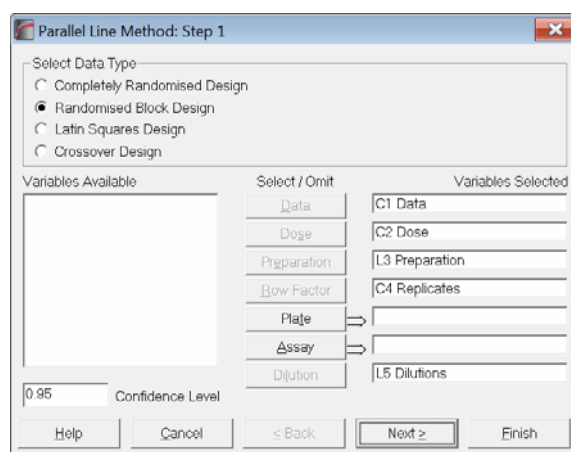 Parallel Line Method: Step 1
Select Data Type
Completely Randomised Design
Randomised Block Design
Latin Squares Design
Crossover Design
Variables Available Select / Omit Variables Selected
Data C1 Data
Dose C2 Dose
Preparation L3 Preparation
Row Factor C4 Replicates
Plate
Assay
Dilution L5 Dilutions
0.95 Confidence Level
Help Cancel < Back Next > Finish